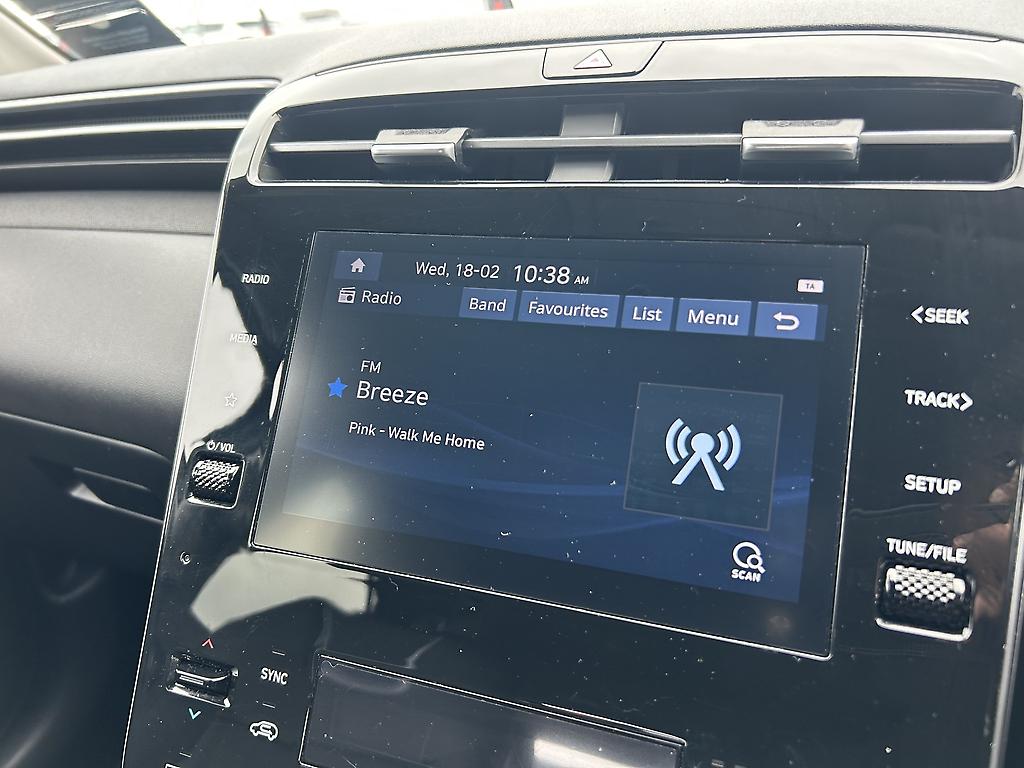 Wed, 18-02 10:38 AM
TA
Radio Band Favourites List Menu
FM
Breeze
Pink - Walk Me Home
SCAN
RADIO
MEDIA
/VOL
SYNC
<SEEK
TRACK>
SETUP
TUNE/FILE